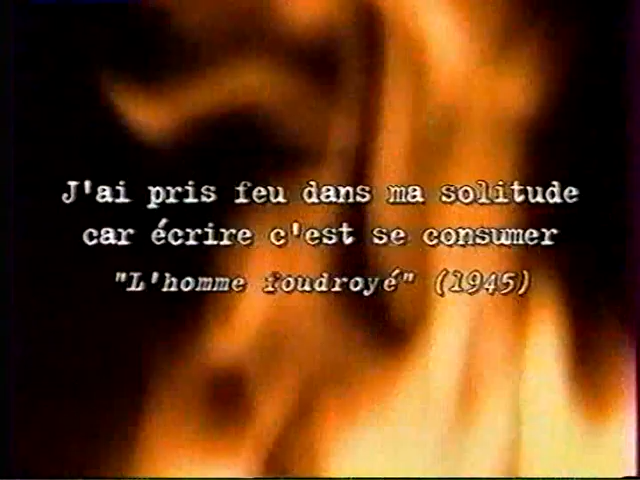 J'ai pris feu dans ma solitude
car écrire c'est se consumer
"L'homme foudroyé" (1945)